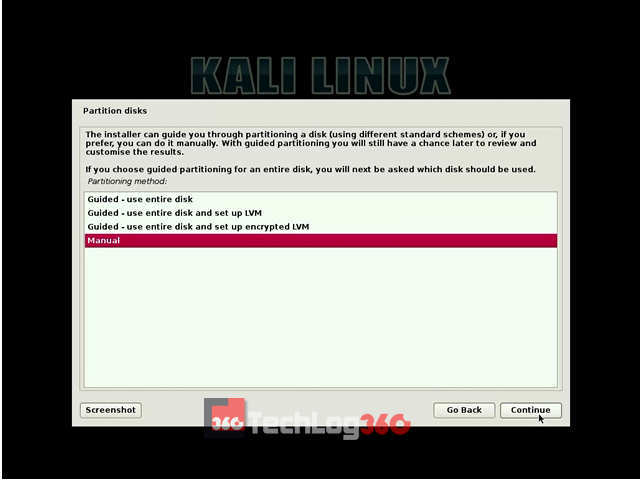 KALI LINUX
Partition disks
The installer can guide you through partitioning a disk (using different standard schemes) or, if you
prefer, you can do it manually. With guided partitioning you will still have a chance later to review and
customise the results.
If you choose guided partitioning for an entire disk, you will next be asked which disk should be used.
Partitioning method:
Guided - use entire disk
Guided - use entire disk and set up LVM
Guided - use entire disk and set up encrypted LVM
Manual
Screenshot
360 TechLog360
Go Back
Continue